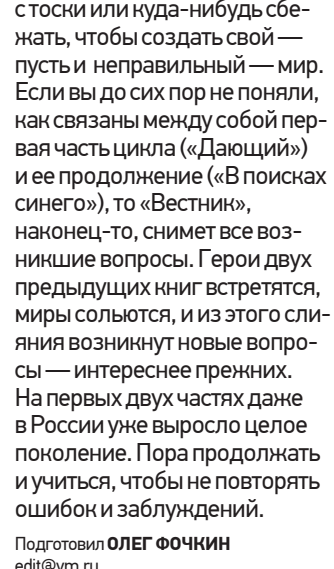 с тоски или куда-нибудь сбе-
жать, чтобы создать свой —
пусть и неправильный — мир.
Если вы до сих пор не поняли,
как связаны между собой пер-
вая часть цикла («Дающий»)
и ее продолжение («В поисках
синего»), то «Вестник»,
наконец-то, снимет все воз-
никшие вопросы. Герои двух
предыдущих книг встретятся,
миры сольются, и из этого сли-
яния возникнут новые вопро-
сы — интереснее прежних.
На первых двух частях даже
в России уже выросло целое
поколение. Пора продолжать
и учиться, чтобы не повторять
ошибок и заблуждений.
Подготовил ОЛЕГ ФОЧКИН
edit@vm.ru